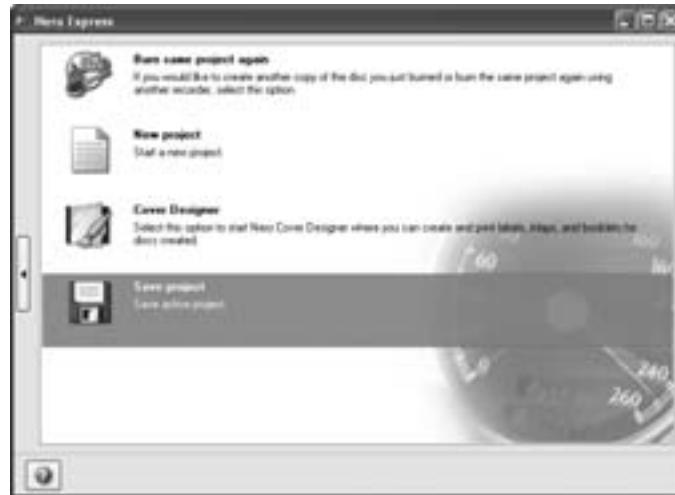 Nero Express
Burn same project again
If you would like to create another copy of the disc you just burned or burn the same project again using
another recorder, select this option.
New project
Start a new project.
Cover Designer
Select this option to start Nero Cover Designer where you can create and print labels, inlays, and booklets for
discs created.
60
Save project
Save active project.
0
240
260